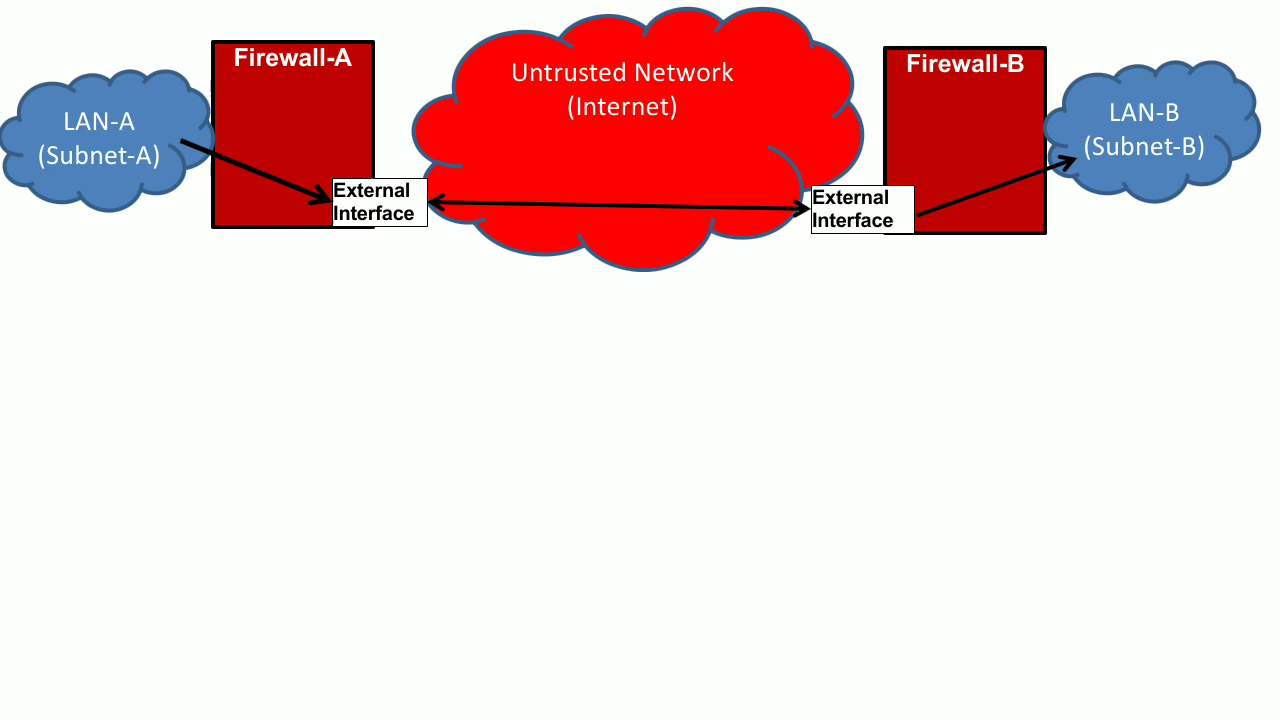 Firewall-A
Untrusted Network
(Internet)
Firewall-B
LAN-A
(Subnet-A)
LAN-B
(Subnet-B)
External
Interface
External
Interface